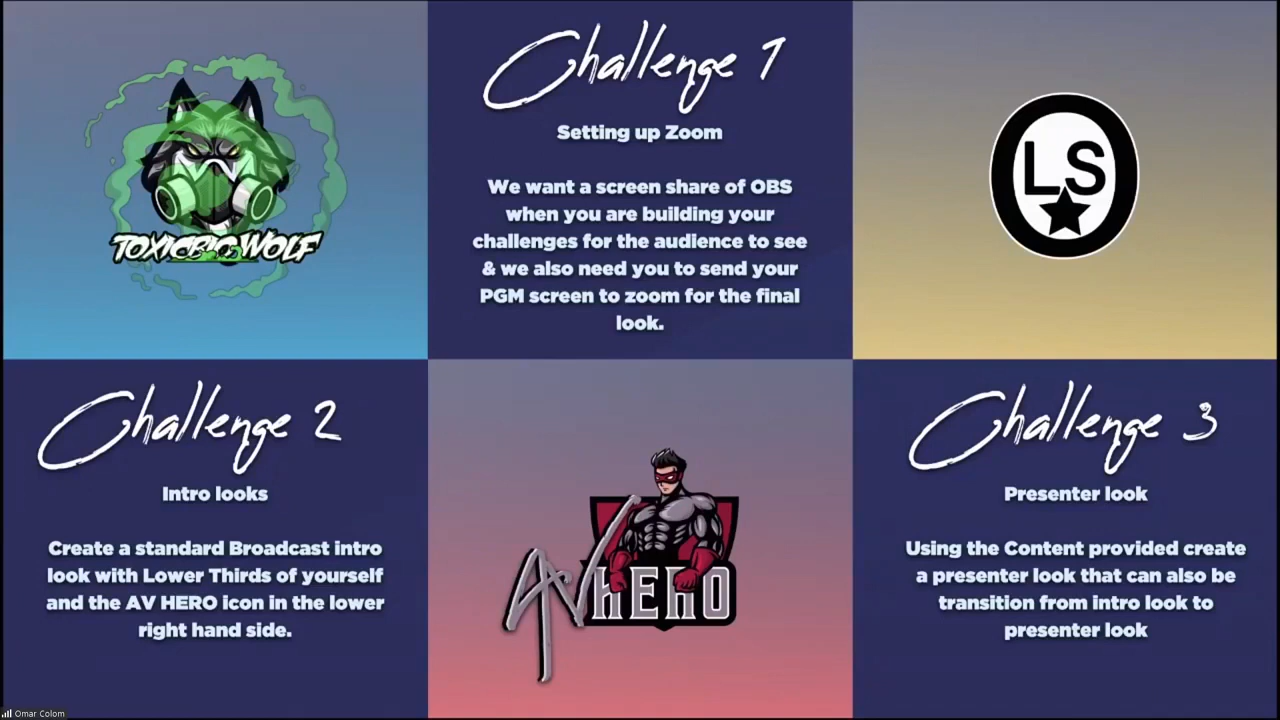 TOXICBIGWOLF
Challenge 1
Setting up Zoom
We want a screen share of OBS
when you are building your
challenges for the audience to see
& we also need you to send your
PGM screen to zoom for the final
look.
LS
Challenge 2
Intro looks
Create a standard Broadcast intro
look with Lower Thirds of yourself
and the AV HERO icon in the lower
right hand side.
AV HERO
Challenge 3
Presenter look
Using the Content provided create
a presenter look that can also be
transition from intro look to
presenter look
Omar Colom